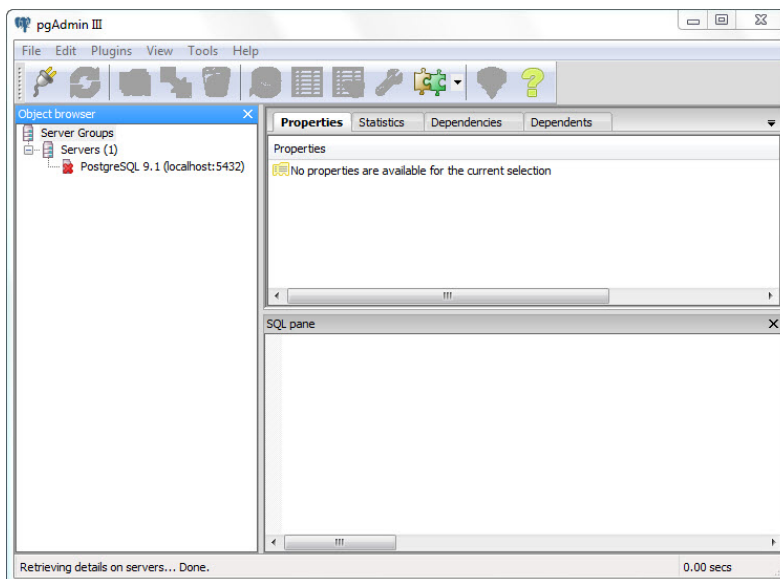 pgAdmin III
File Edit Plugins View Tools Help
Object browser
Server Groups
Servers (1)
PostgreSQL 9.1 (localhost:5432)
Properties Statistics Dependencies Dependents
Properties
No properties are available for the current selection
SQL pane
Retrieving details on servers... Done. 0.00 secs